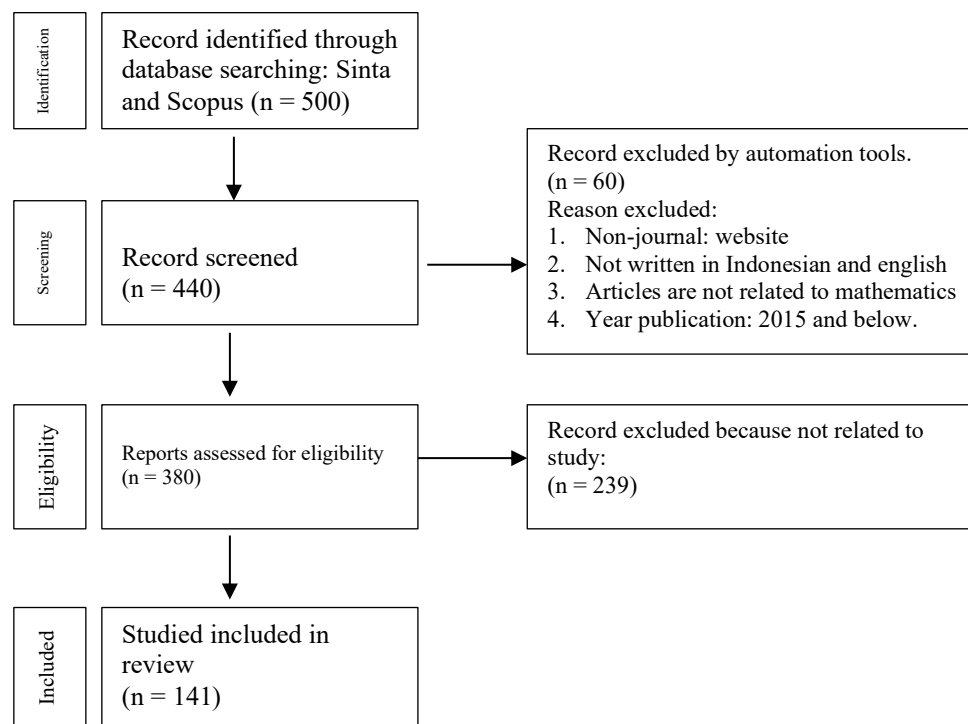 Identification
Record identified through
database searching: Sinta
and Scopus (n = 500)
Screening
Record screened
(n = 440)
Record excluded by automation tools.
(n = 60)
Reason excluded:
1. Non-journal: website
2. Not written in Indonesian and english
3. Articles are not related to mathematics
4. Year publication: 2015 and below.
Eligibility
Reports assessed for eligibility
(n = 380)
Record excluded because not related to
study:
(n = 239)
Included
Studied included in
review
(n = 141)